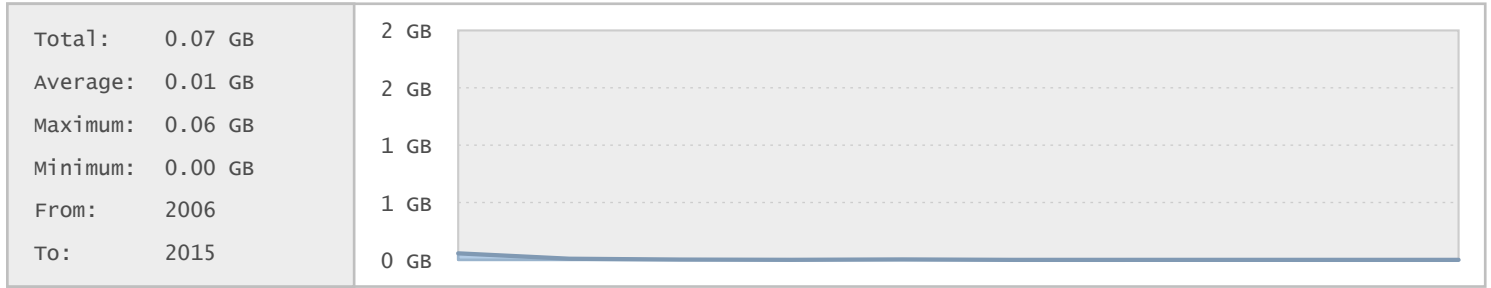 Total: 0.07 GB
Average: 0.01 GB
Maximum: 0.06 GB
Minimum: 0.00 GB
From: 2006
To: 2015
2 GB
2 GB
1 GB
1 GB
0 GB